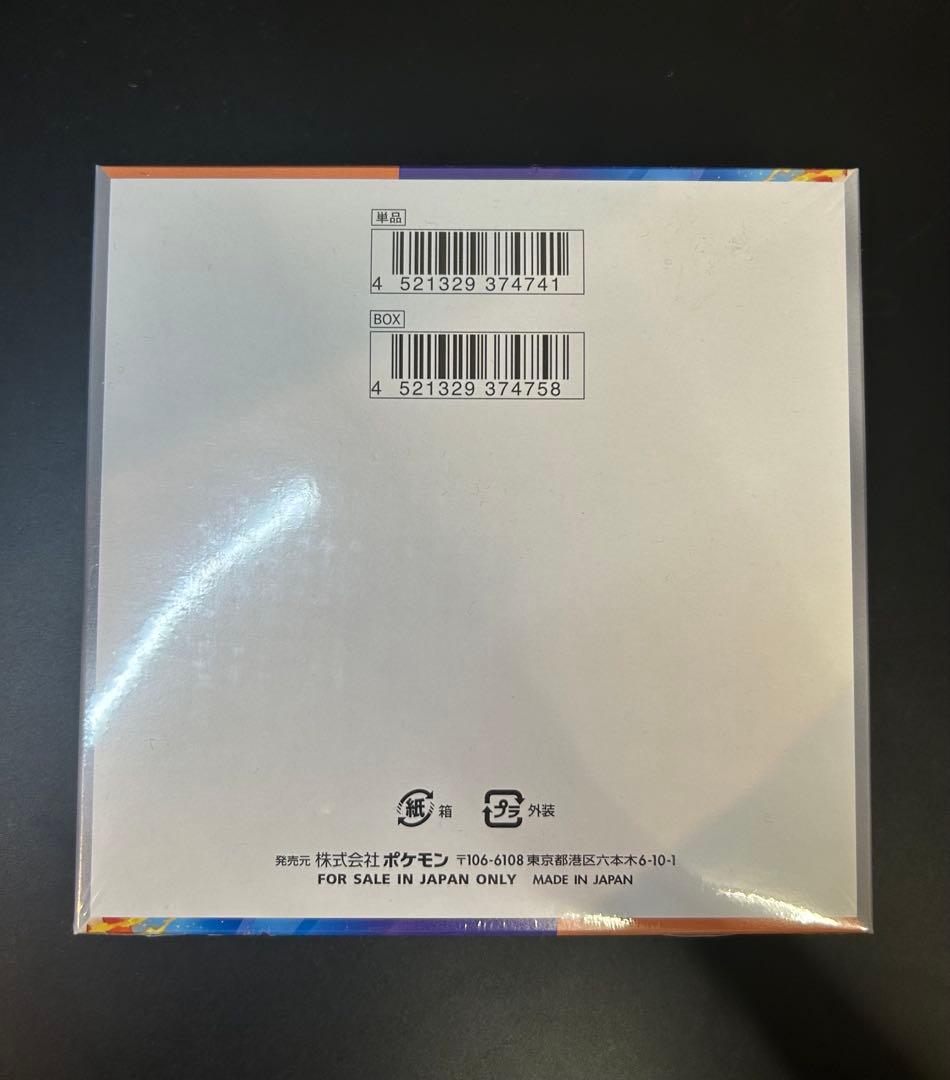 単品
4 521329 374741
BOX
4 521329 374758
紙 箱 プラ 外装
発売元 株式会社ポケモン 〒106-6108 東京都港区六本木6-10-1
FOR SALE IN JAPAN ONLY MADE IN JAPAN